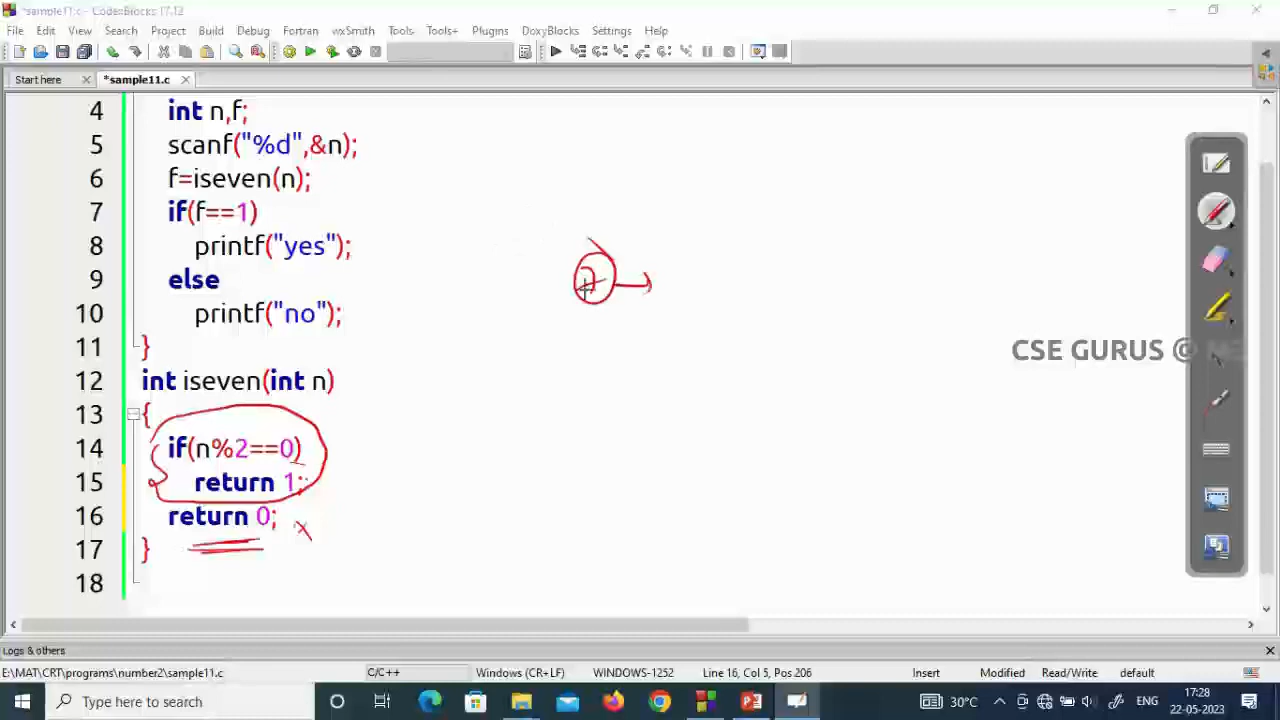 *sample11.c - Code::Blocks 17.12
File Edit View Search Project Build Debug Fortran wxSmith Tools Tools+ Plugins DoxyBlocks Settings Help
Start here *sample11.c
4 int n,f;
5 scanf("%d",&n);
6 f=iseven(n);
7 if(f==1)
8 printf("yes");
9 else
10 printf("no");
11 }
12 int iseven(int n)
13 {
14 if(n%2==0)
15 return 1;
16 return 0;
17 }
18
CSE GURUS @
Logs & others
E:\MAT\CRT\programs\number2\sample11.c C/C++ Windows (CR+LF) WINDOWS-1252 Line 16, Col 5, Pos 206 Insert Modified Read/Write default
Type here to search 30°C ENG 17:28
22-05-2023